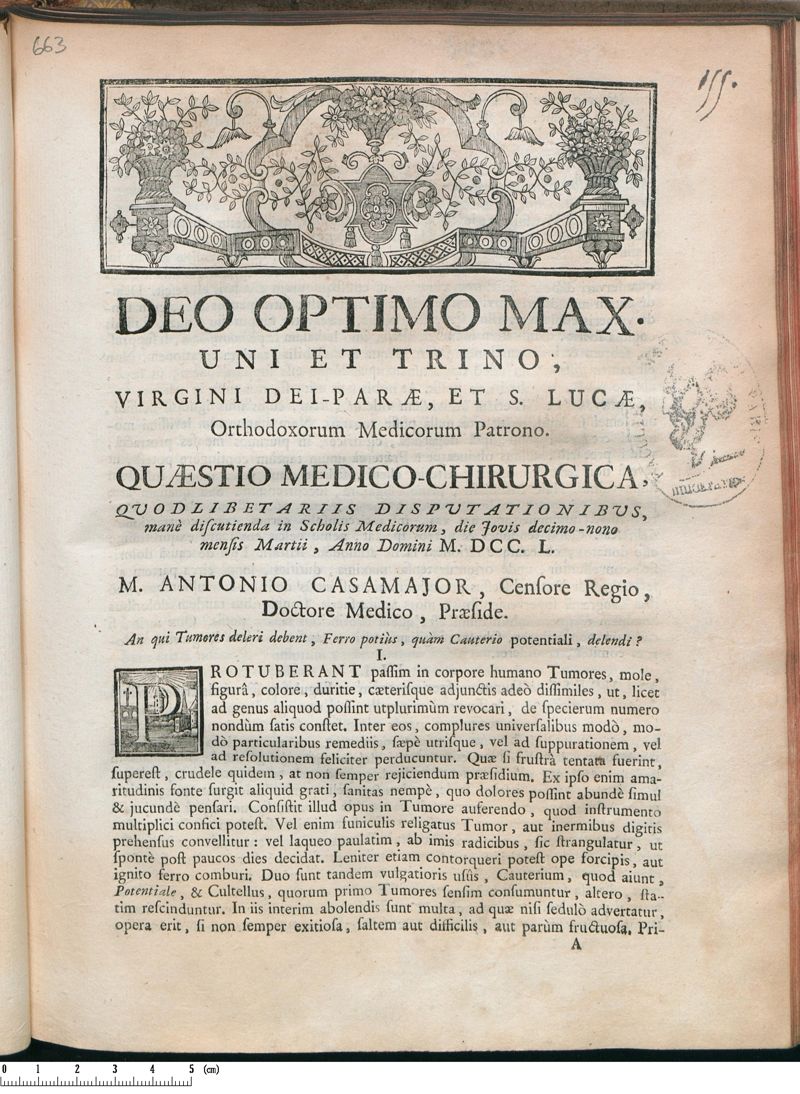 663
155.
DEO OPTIMO MAX.
UNI ET TRINO,
VIRGINI DEI-PARÆ, ET S. LUCÆ,
Orthodoxorum Medicorum Patrono.
QUÆSTIO MEDICO-CHIRURGICA,
QUODLIBETARIIS DISPUTATIONIBUS,
manè diſcutienda in Scholis Medicorum, die Jovis decimo-nono
menſis Martii, Anno Domini M. DCC. L.
M. ANTONIO CASAMAJOR, Cenſore Regio,
Doctore Medico, Præſide.
An qui Tumores deleri debent, Ferro potiùs, quàm Cauterio potentiali, delendi?
I.
PROTUBERANT paſſim in corpore humano Tumores, mole,
figurâ, colore, duritie, cæteriſque adjunctis adeò diſſimiles, ut, licet
ad genus aliquod poſſint utplurimùm revocari, de ſpecierum numero
nondùm ſatis conſtet. Inter eos, complures univerſalibus modò, mo-
dò particularibus remediis, ſæpè utriſque, vel ad ſuppurationem, vel
ad reſolutionem feliciter perducuntur. Quæ ſi fruſtrà tentata fuerint,
ſupereſt, crudele quidem, at non ſemper rejiciendum præſidium. Ex ipſo enim ama-
ritudinis fonte ſurgit aliquid grati, ſanitas nempè, quo dolores poſſint abundè ſimul
& jucundè penſari. Conſiſtit illud opus in Tumore auferendo, quod inſtrumento
multiplici confici poteſt. Vel enim funiculis religatus Tumor, aut inermibus digitis
prehenſus convellitur: vel laqueo paulatim, ab imis radicibus, ſic ſtrangulatur, ut
ſpontè poſt paucos dies decidat. Leniter etiam contorqueri poteſt ope forcipis, aut
ignito ferro comburi. Duo ſunt tandem vulgatioris uſûs, Cauterium, quod aiunt,
Potentiale, & Cultellus, quorum primo Tumores ſenſim conſumuntur, altero, ſta-
tim reſcinduntur. In iis interim abolendis ſunt multa, ad quæ niſi ſedulò advertatur,
opera erit, ſi non ſemper exitioſa, ſaltem aut difficilis, aut parùm fructuoſa. Pri-
A
0 1 2 3 4 5 (cm)